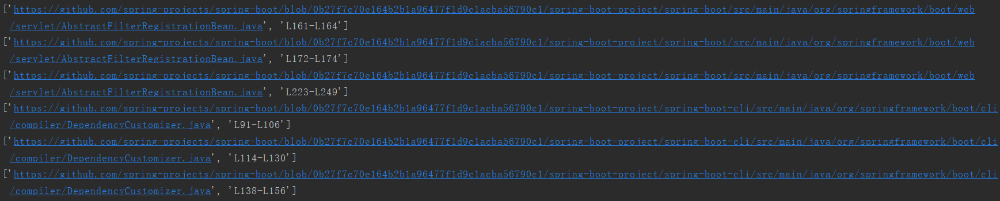 ['https://github.com/spring-projects/spring-boot/blob/0b27f7c70e164b2b1a96477f1d9c1acba56790c1/spring-boot-project/spring-boot/src/main/java/org/springframework/boot/web
/servlet/AbstractFilterRegistrationBean.java', 'L161-L164']
['https://github.com/spring-projects/spring-boot/blob/0b27f7c70e164b2b1a96477f1d9c1acba56790c1/spring-boot-project/spring-boot/src/main/java/org/springframework/boot/web
/servlet/AbstractFilterRegistrationBean.java', 'L172-L174']
['https://github.com/spring-projects/spring-boot/blob/0b27f7c70e164b2b1a96477f1d9c1acba56790c1/spring-boot-project/spring-boot/src/main/java/org/springframework/boot/web
/servlet/AbstractFilterRegistrationBean.java', 'L223-L249']
['https://github.com/spring-projects/spring-boot/blob/0b27f7c70e164b2b1a96477f1d9c1acba56790c1/spring-boot-project/spring-boot-cli/src/main/java/org/springframework/boot/cli
/compiler/DependencyCustomizer.java', 'L91-L106']
['https://github.com/spring-projects/spring-boot/blob/0b27f7c70e164b2b1a96477f1d9c1acba56790c1/spring-boot-project/spring-boot-cli/src/main/java/org/springframework/boot/cli
/compiler/DependencyCustomizer.java', 'L114-L130']
['https://github.com/spring-projects/spring-boot/blob/0b27f7c70e164b2b1a96477f1d9c1acba56790c1/spring-boot-project/spring-boot-cli/src/main/java/org/springframework/boot/cli
/compiler/DependencyCustomizer.java', 'L138-L156']